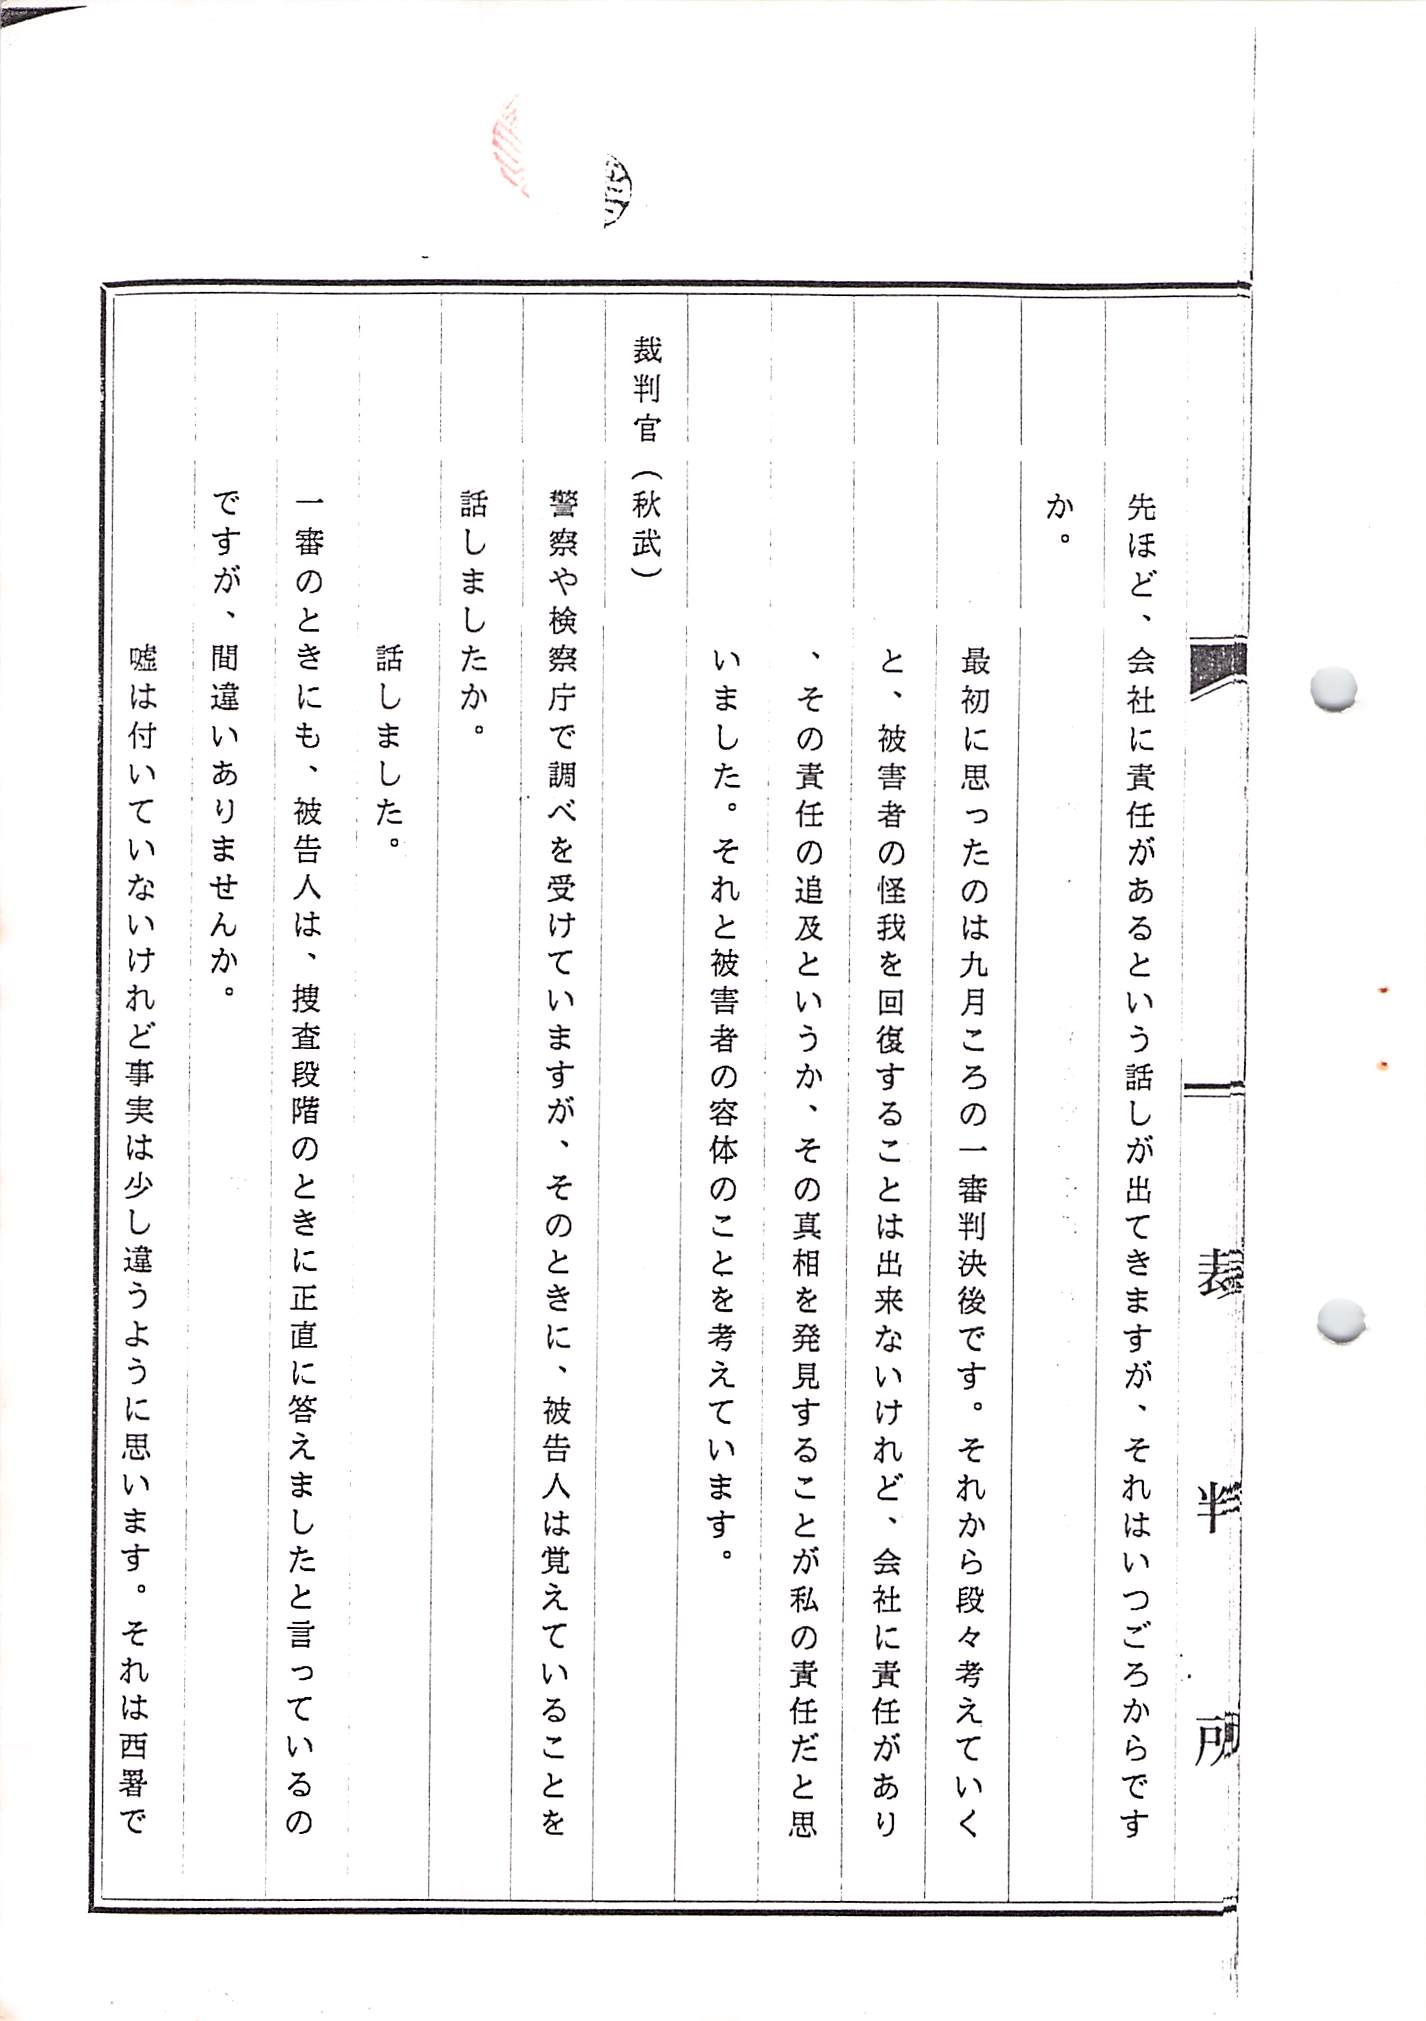 先ほど、会社に責任があるという話しが出てきますが、それはいつごろからです
か。
最初に思ったのは九月ころの一審判決後です。それから段々考えていく
と、被害者の怪我を回復することは出来ないけれど、会社に責任があり
、その責任の追及というか、その真相を発見することが私の責任だと思
いました。それと被害者の容体のことを考えています。
裁判官（秋武）
警察や検察庁で調べを受けていますが、そのときに、被告人は覚えていることを
話しましたか。
話しました。
一審のときにも、被告人は、捜査段階のときに正直に答えましたと言っているの
ですが、間違いありませんか。
嘘は付いていないけれど事実は少し違うように思います。それは西署で
裁判所